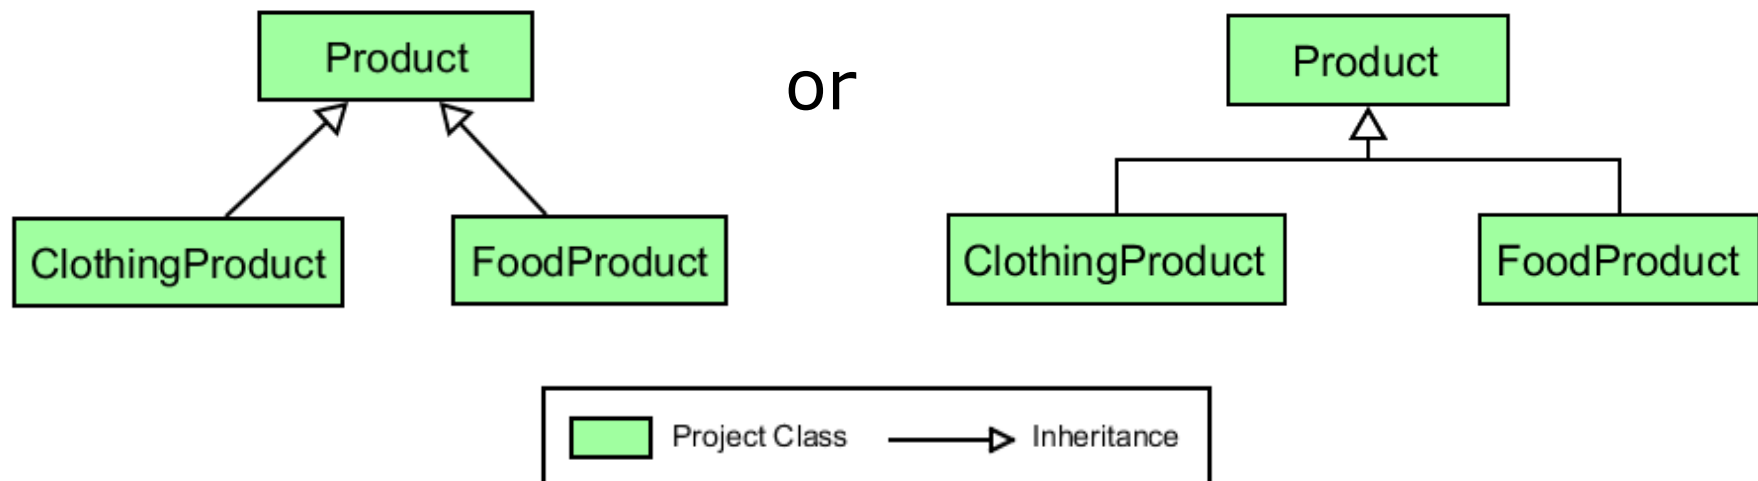 Product
or
Product
ClothingProduct
FoodProduct
ClothingProduct
FoodProduct
Project Class
Inheritance